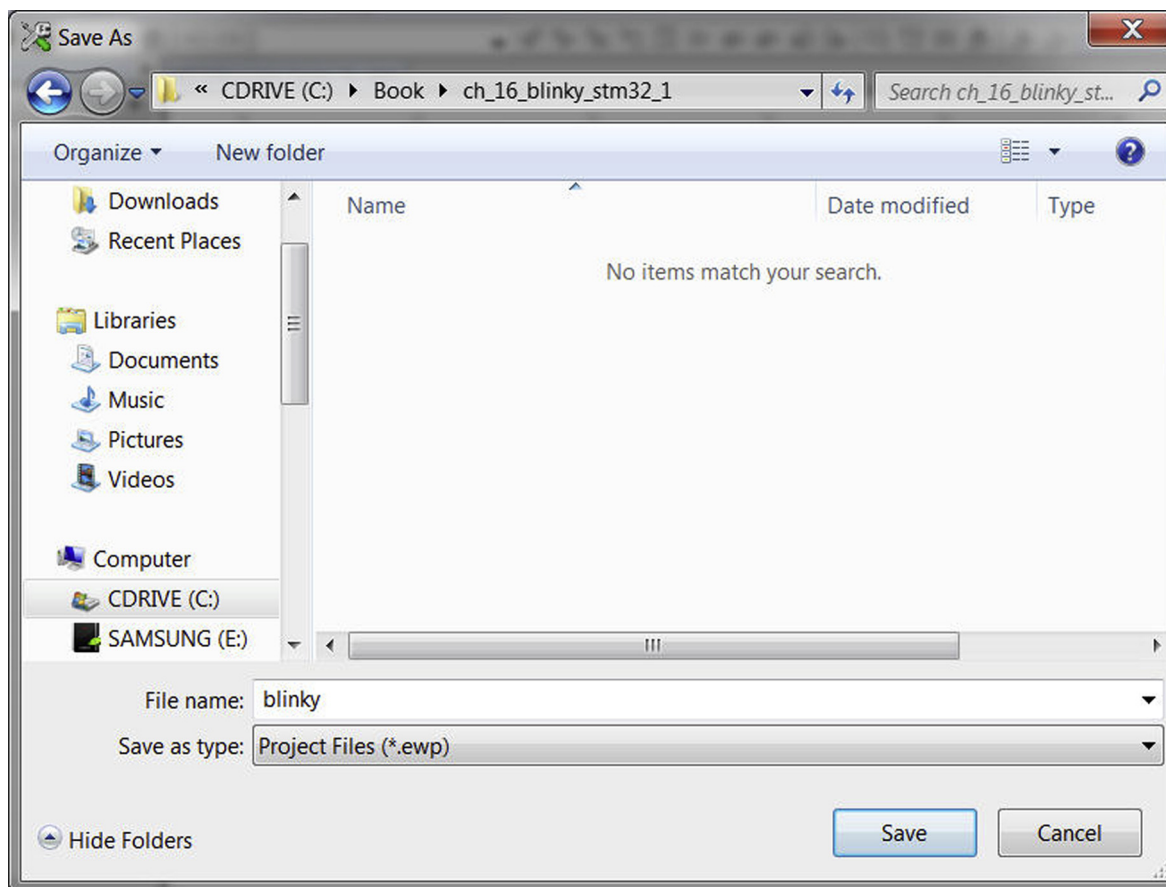 Save As
« CDRIVE (C:) Book ch_16_blinky_stm32_1 Search ch_16_blinky_st...
Organize New folder
Downloads
Recent Places
Libraries
Documents
Music
Pictures
Videos
Computer
CDRIVE (C:)
SAMSUNG (E:)
Name Date modified Type
No items match your search.
File name: blinky
Save as type: Project Files (*.ewp)
Hide Folders Save Cancel